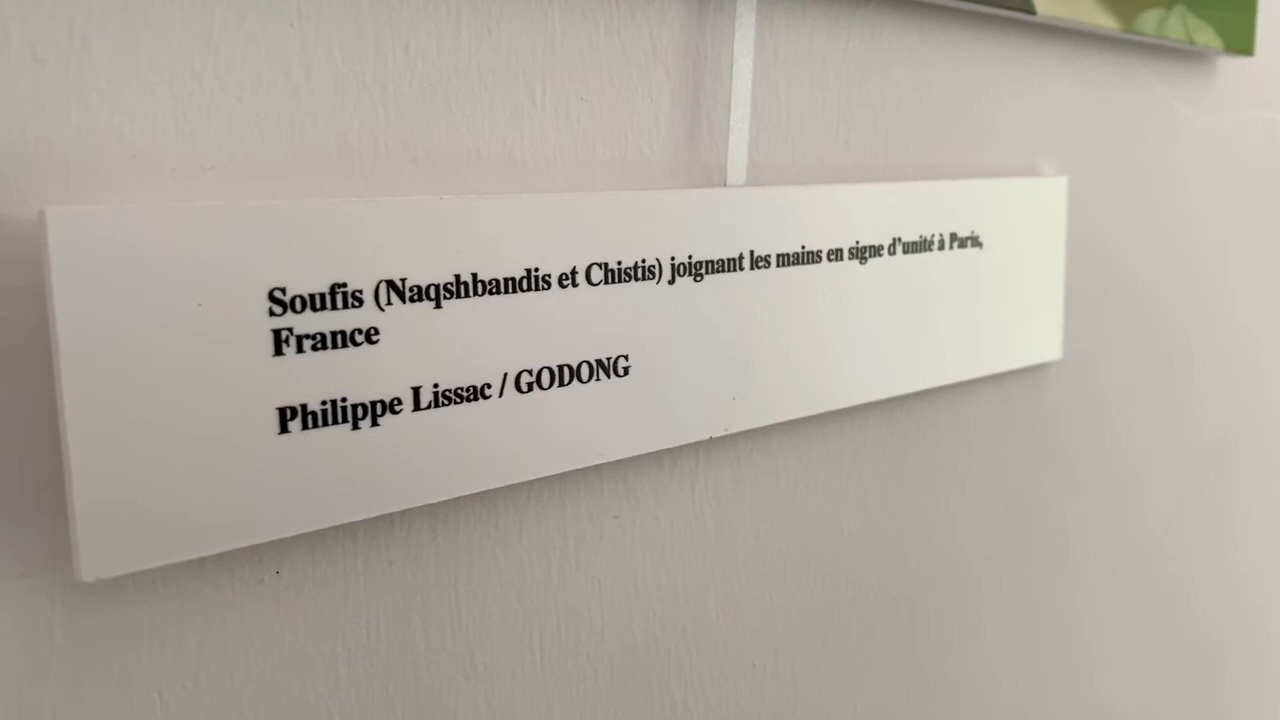 Soufis (Naqshbandis et Chistis) joignant les mains en signe d’unité à Paris,
France
Philippe Lissac / GODONG